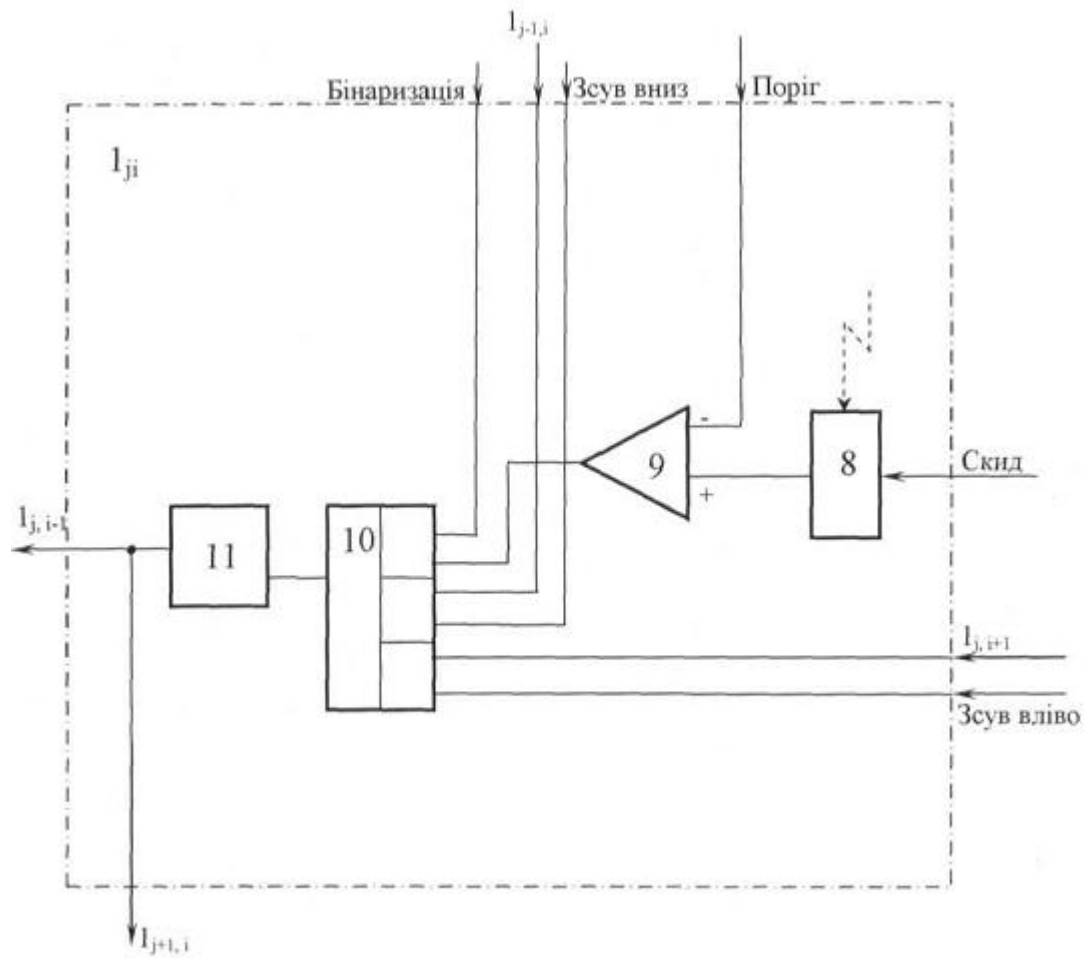 1j-1,i
Бінаризація
Зсув вниз
Поріг
1ji
-
9
8
Скид
+
1j, i-1
10
11
1j, i+1
Зсув вліво
1j+1, i